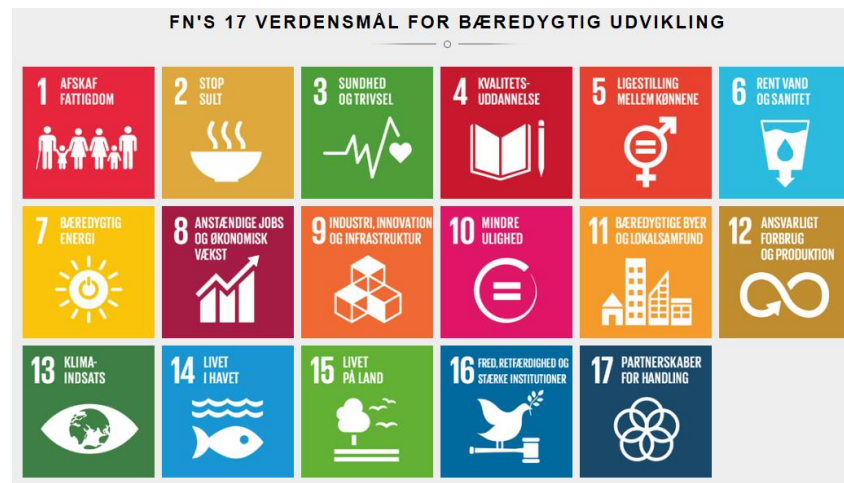 FN'S 17 VERDENSMÅL FOR BÆREDYGTIG UDVIKLING
1 AFSKAF
FATTIGDOM
2 STOP
SULT
3 SUNDHED
OG TRIVSEL
4 KVALITETS-
UDDANNELSE
5 LIGESTILLING
MELLEM KØNNENE
6 RENT VAND
OG SANITET
7 BÆREDYGTIG
ENERGI
8 ANSTÆNDIGE JOBS
OG ØKONOMISK
VÆKST
9 INDUSTRI, INNOVATION
OG INFRASTRUKTUR
10 MINDRE
ULIGHED
11 BÆREDYGTIGE BYER
OG LOKALSAMFUND
12 ANSVARLIGT
FORBRUG
OG PRODUKTION
13 KLIMA-
INDSATS
14 LIVET
I HAVET
15 LIVET
PÅ LAND
16 FRED, RETFÆRDIGHED OG
STÆRKE INSTITUTIONER
17 PARTNERSKABER
FOR HANDLING